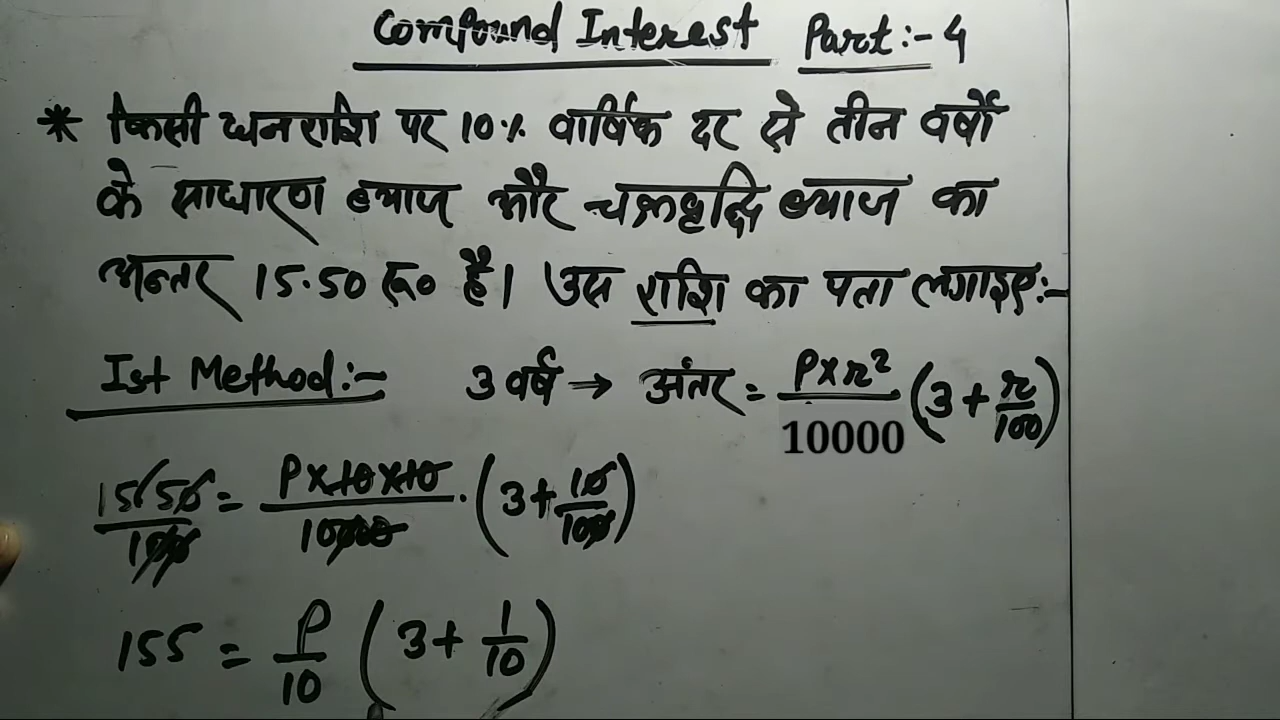 Compound Interest Part:- 4
* किसी धनराशि पर 10% वार्षिक दर से तीन वर्षो
के साधारण ब्याज और चक्रवृद्धि ब्याज का
अन्तर 15.50 रू० है। उस राशि का पता लगाइए:-
Ist Method:- 3 वर्ष → अंतर = P×r²/10000 (3 + r/100)
1550/100 = P×10×10/10000 . (3 + 10/100)
155 = P/10 (3 + 1/10)